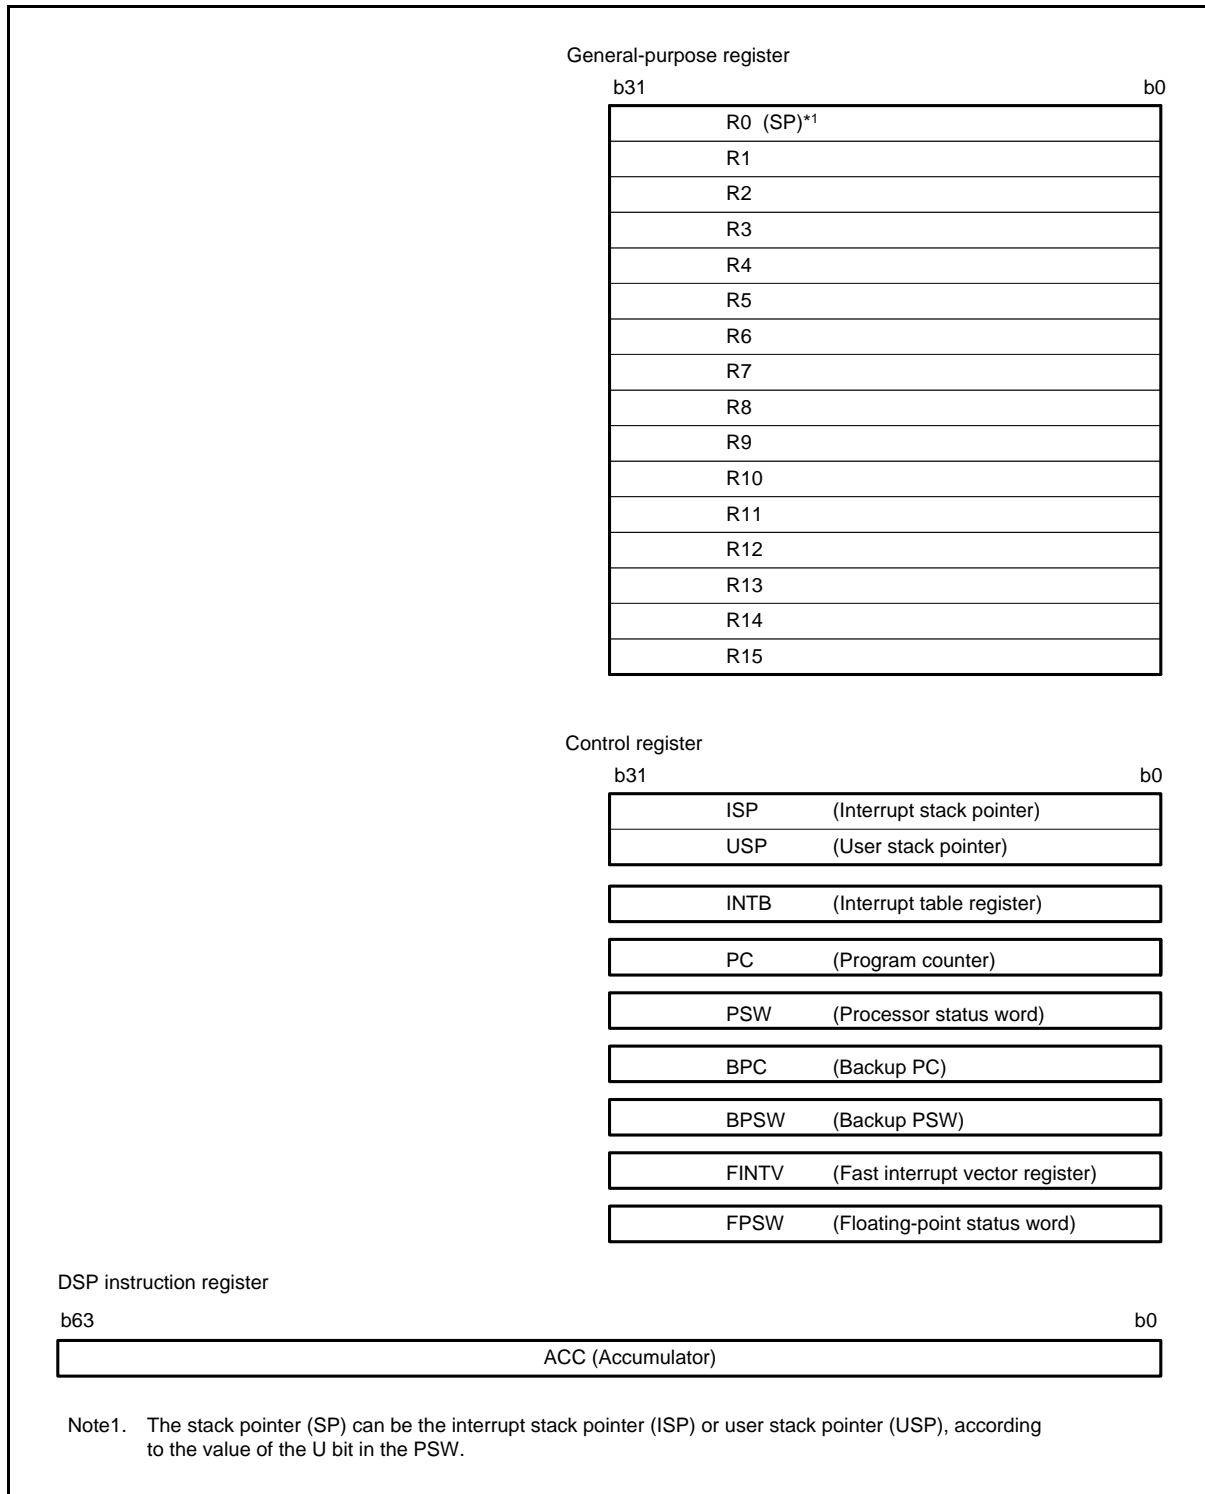 General-purpose register
b31 b0
R0 (SP)*1
R1
R2
R3
R4
R5
R6
R7
R8
R9
R10
R11
R12
R13
R14
R15
Control register
b31 b0
ISP (Interrupt stack pointer)
USP (User stack pointer)
INTB (Interrupt table register)
PC (Program counter)
PSW (Processor status word)
BPC (Backup PC)
BPSW (Backup PSW)
FINTV (Fast interrupt vector register)
FPSW (Floating-point status word)
DSP instruction register
b63 b0
ACC (Accumulator)
Note1. The stack pointer (SP) can be the interrupt stack pointer (ISP) or user stack pointer (USP), according
to the value of the U bit in the PSW.